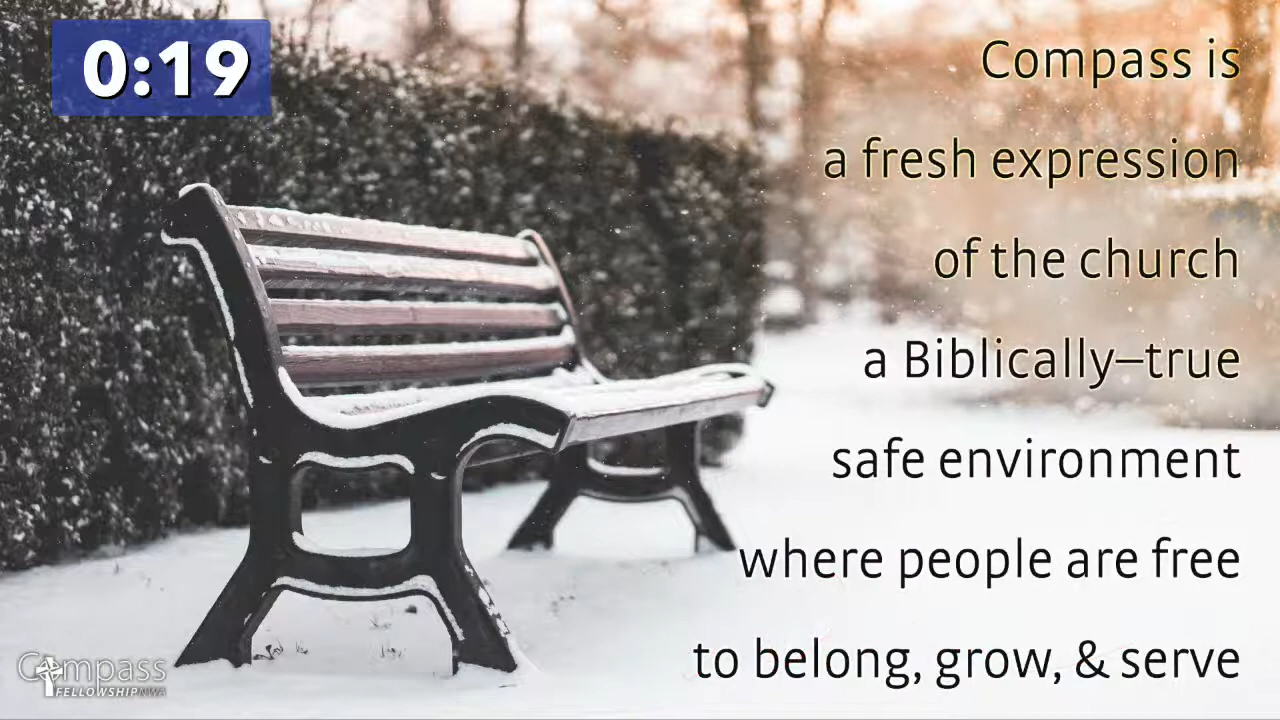 0:19
Compass is
a fresh expression
of the church
a Biblically–true
safe environment
where people are free
to belong, grow, & serve
Compass
FELLOWSHIP NWA